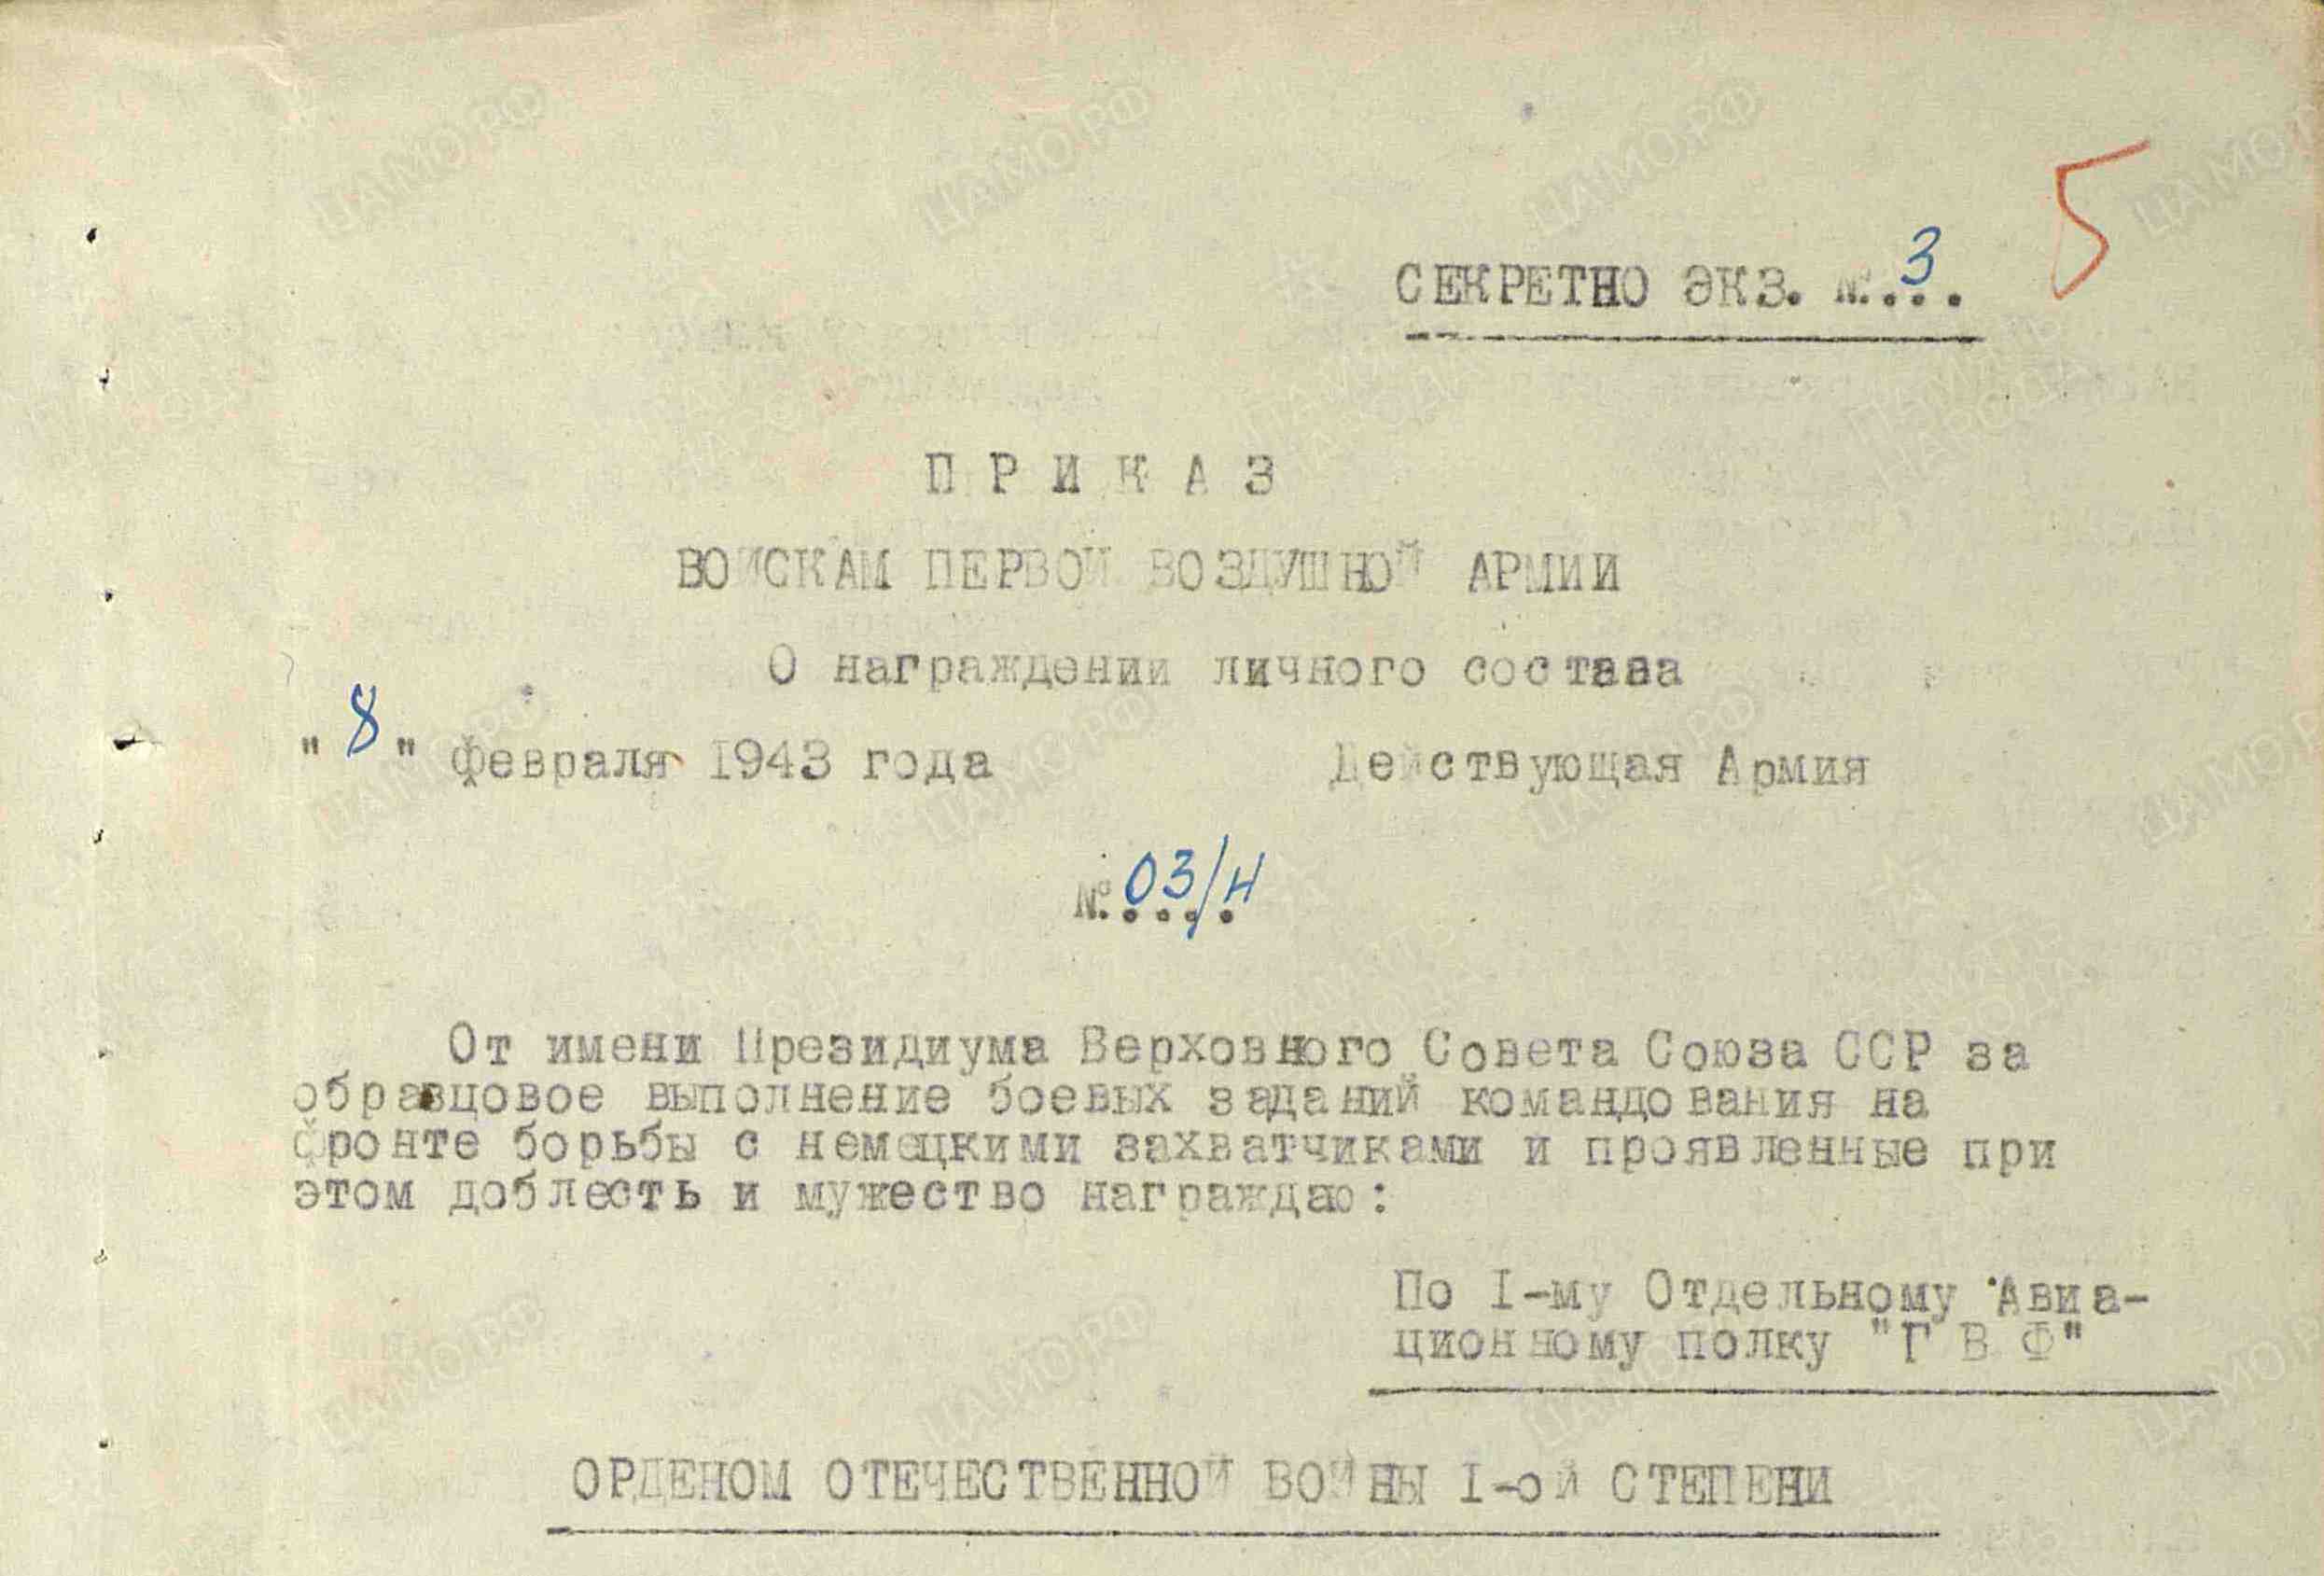 5
СЕКРЕТНО ЭКЗ. №.3..
П Р И К А З
ВОЙСКАМ ПЕРВОЙ ВОЗДУШНОЙ АРМИИ
О награждении личного состава
"8" февраля 1943 года Действующая Армия
№.03/н
От имени Президиума Верховного Совета Союза ССР за
образцовое выполнение боевых заданий командования на
фронте борьбы с немецкими захватчиками и проявленные при
этом доблесть и мужество награждаю:
По I-му Отдельному Авиа-
ционному полку "Г В Ф"
ОРДЕНОМ ОТЕЧЕСТВЕННОЙ ВОЙНЫ I-ой СТЕПЕНИ